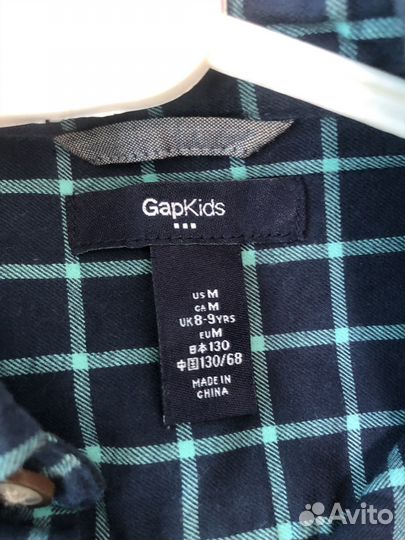 GapKids
US M
CA M
UK 8-9 YRS
EU M
日本 130
中国 130/68
MADE IN
CHINA
Avito